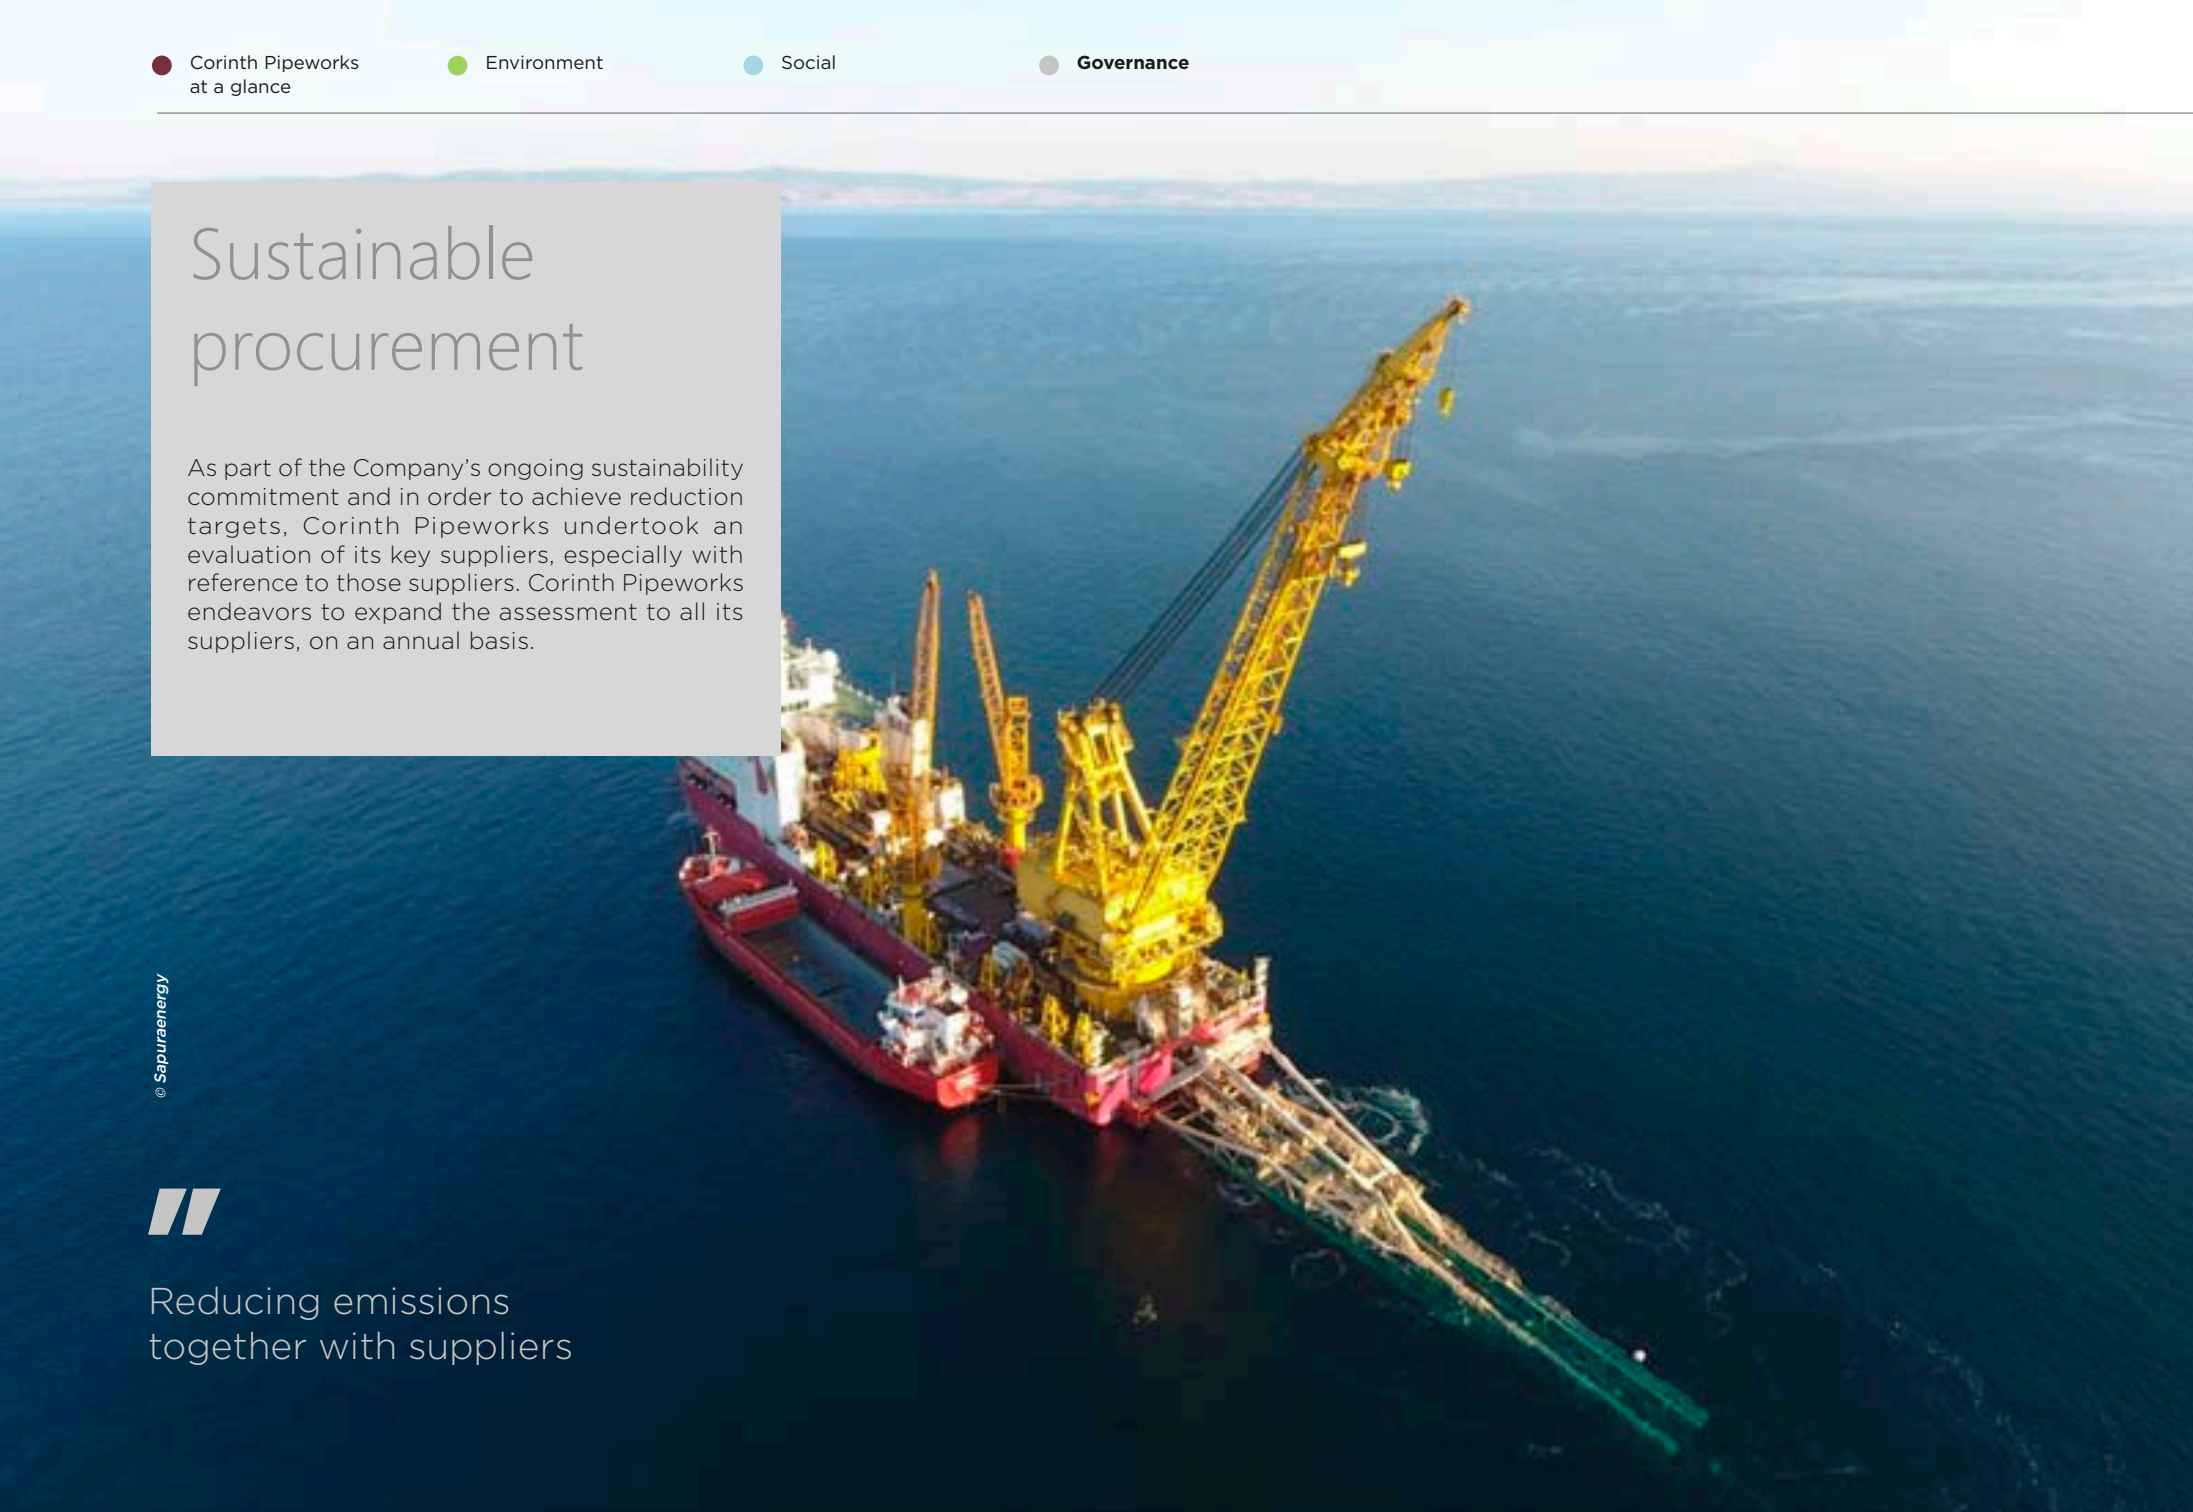 Corinth Pipeworks
at a glance
Environment
Social
Governance
Sustainable
procurement
As part of the Company’s ongoing sustainability
commitment and in order to achieve reduction
targets, Corinth Pipeworks undertook an
evaluation of its key suppliers, especially with
reference to those suppliers. Corinth Pipeworks
endeavors to expand the assessment to all its
suppliers, on an annual basis.
© Sapuraenergy
"
Reducing emissions
together with suppliers